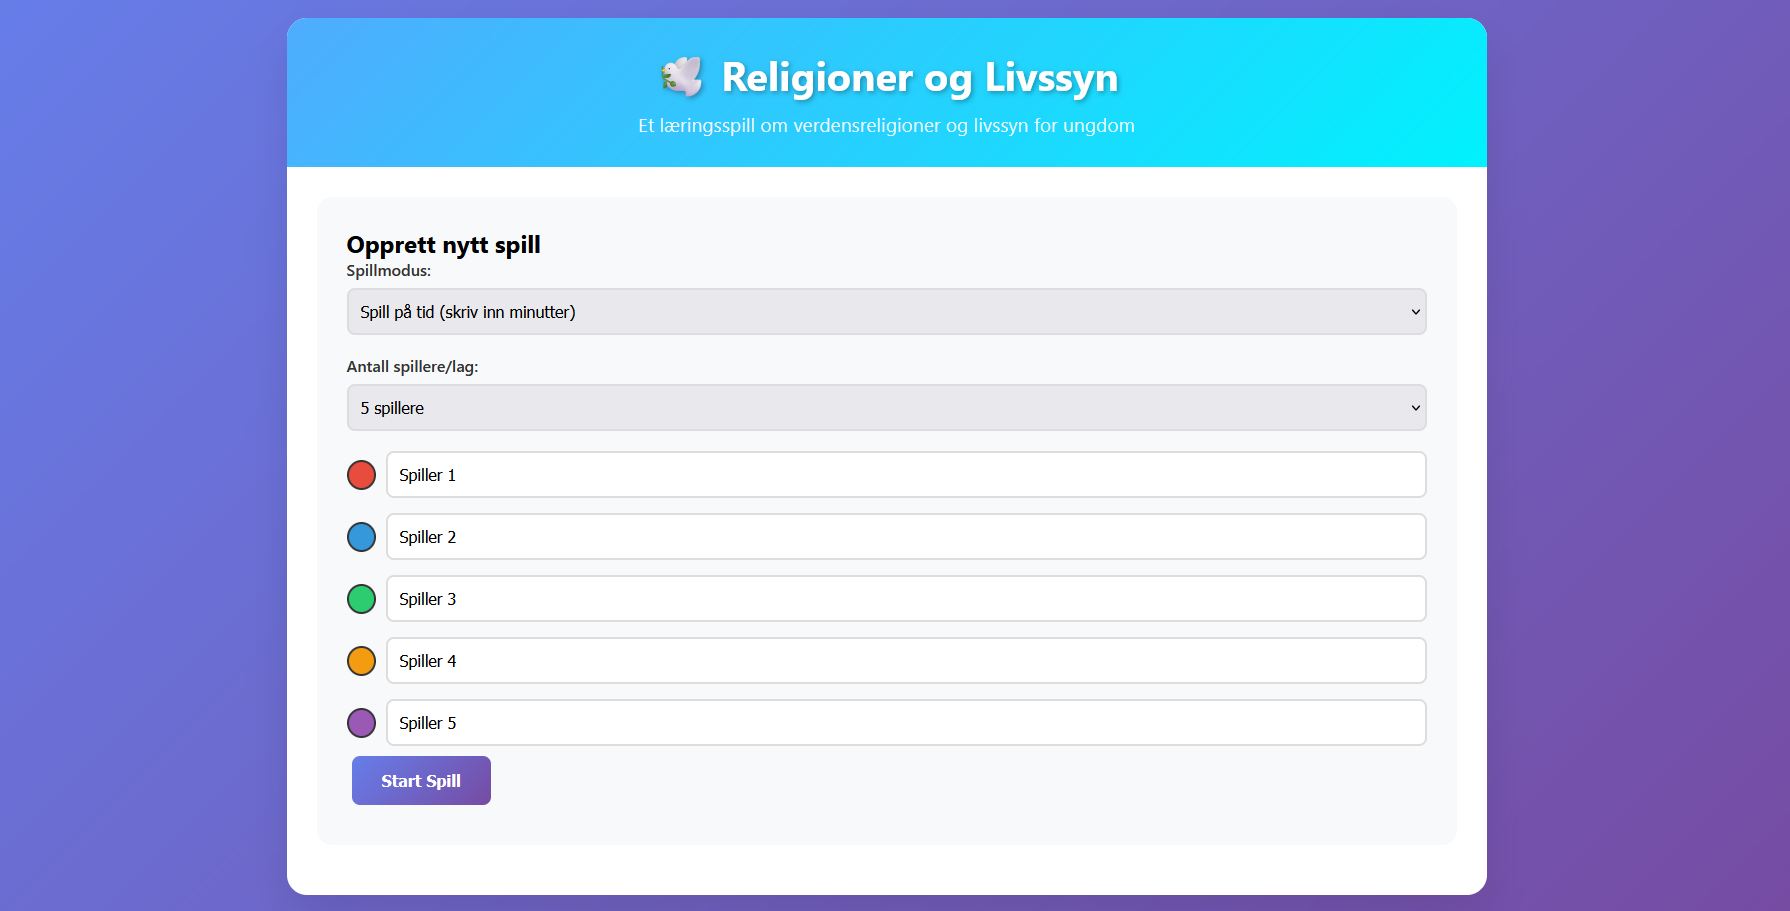 Religioner og Livssyn
Et læringsspill om verdensreligioner og livssyn for ungdom
Opprett nytt spill
Spillmodus:
Spill på tid (skriv inn minutter)
Antall spillere/lag:
5 spillere
Spiller 1
Spiller 2
Spiller 3
Spiller 4
Spiller 5
Start Spill